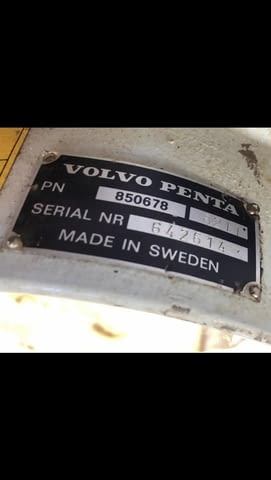 VOLVO PENTA
PN 850678
SERIAL NR 642614
MADE IN SWEDEN